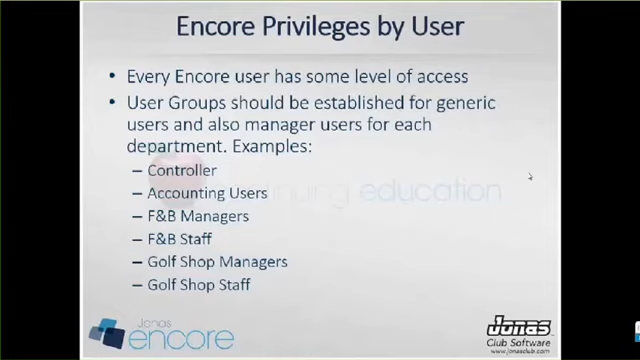 Encore Privileges by User
• Every Encore user has some level of access
• User Groups should be established for generic
users and also manager users for each
department. Examples:
– Controller
– Accounting Users
– F&B Managers
– F&B Staff
– Golf Shop Managers
– Golf Shop Staff
continuing education
Jonas
encore
Jonas
Club Software
www.jonasclub.com